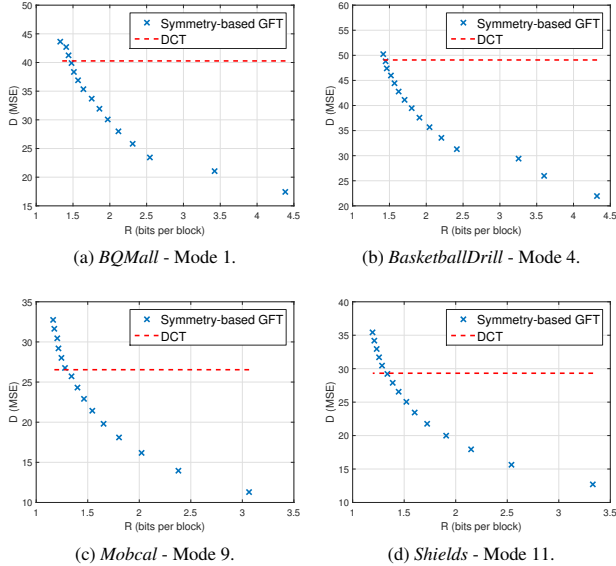 45
40
35
30
25
20
15
D (MSE)
Symmetry-based GFT
DCT
1 1.5 2 2.5 3 3.5 4 4.5
R (bits per block)
(a) BQMall - Mode 1.
60
55
50
45
40
35
30
25
20
D (MSE)
Symmetry-based GFT
DCT
1 1.5 2 2.5 3 3.5 4 4.5
R (bits per block)
(b) BasketballDrill - Mode 4.
35
30
25
20
15
10
D (MSE)
Symmetry-based GFT
DCT
1 1.5 2 2.5 3 3.5
R (bits per block)
(c) Mobcal - Mode 9.
40
35
30
25
20
15
10
D (MSE)
Symmetry-based GFT
DCT
1 1.5 2 2.5 3 3.5
R (bits per block)
(d) Shields - Mode 11.